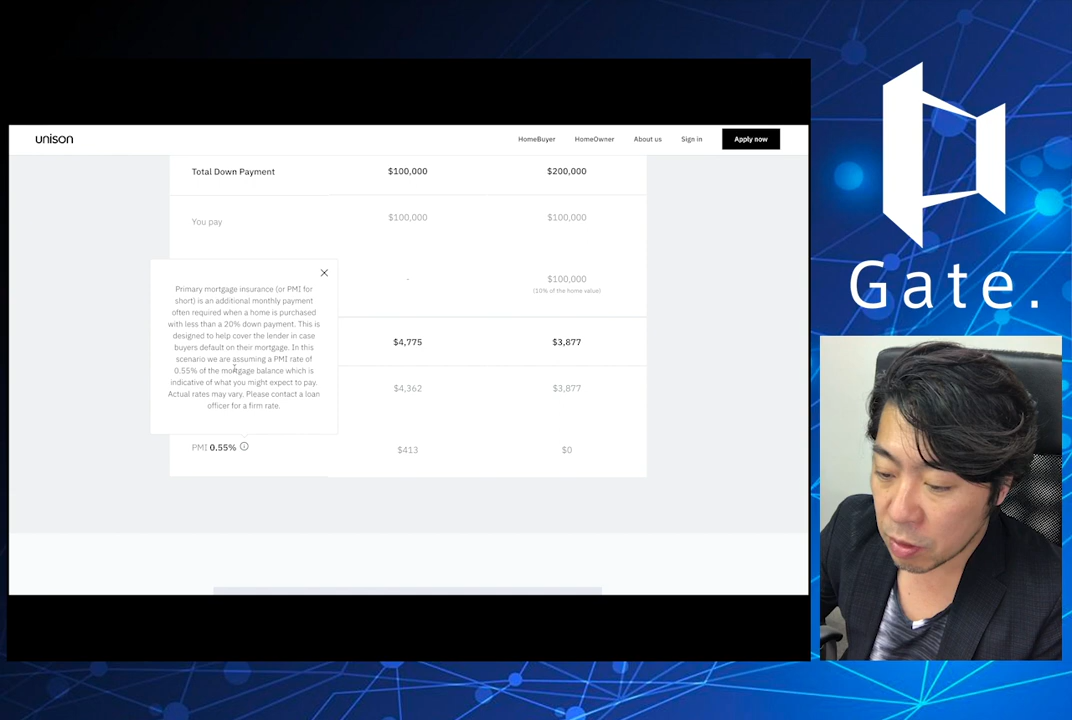 unison
HomeBuyer HomeOwner About us Sign in Apply now
Total Down Payment $100,000 $200,000
You pay $100,000 $100,000
- $100,000
(10% of the home value)
Primary mortgage insurance (or PMI for
short) is an additional monthly payment
often required when a home is purchased
with less than a 20% down payment. This is
designed to help cover the lender in case
buyers default on their mortgage. In this
scenario we are assuming a PMI rate of
0.55% of the mortgage balance which is
indicative of what you might expect to pay.
Actual rates may vary. Please contact a loan
officer for a firm rate.
$4,775 $3,877
$4,362 $3,877
PMI 0.55% $413 $0
Gate.